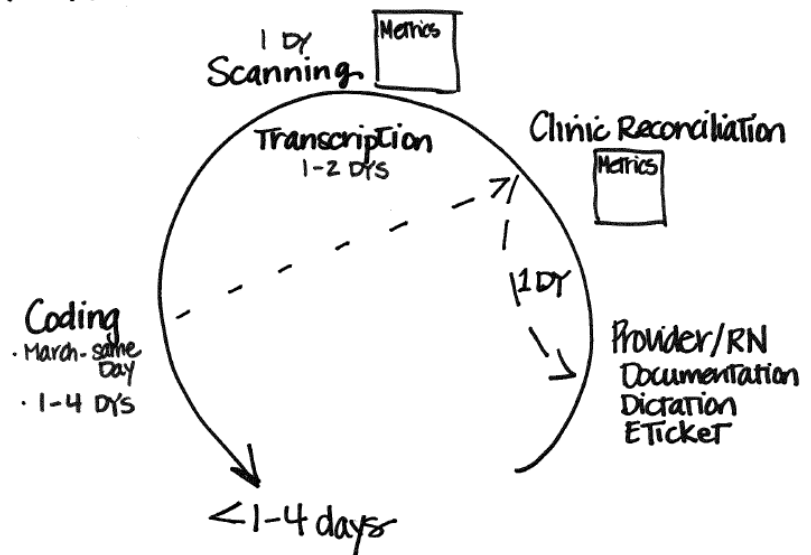 1 DY
Scanning
Metrics
Transcription
1-2 DYS
Clinic Reconciliation
Metrics
1 DY
Coding
· March-same
Day
· 1-4 DYS
Provider/RN
Documentation
Dictation
ETicket
<1-4 days